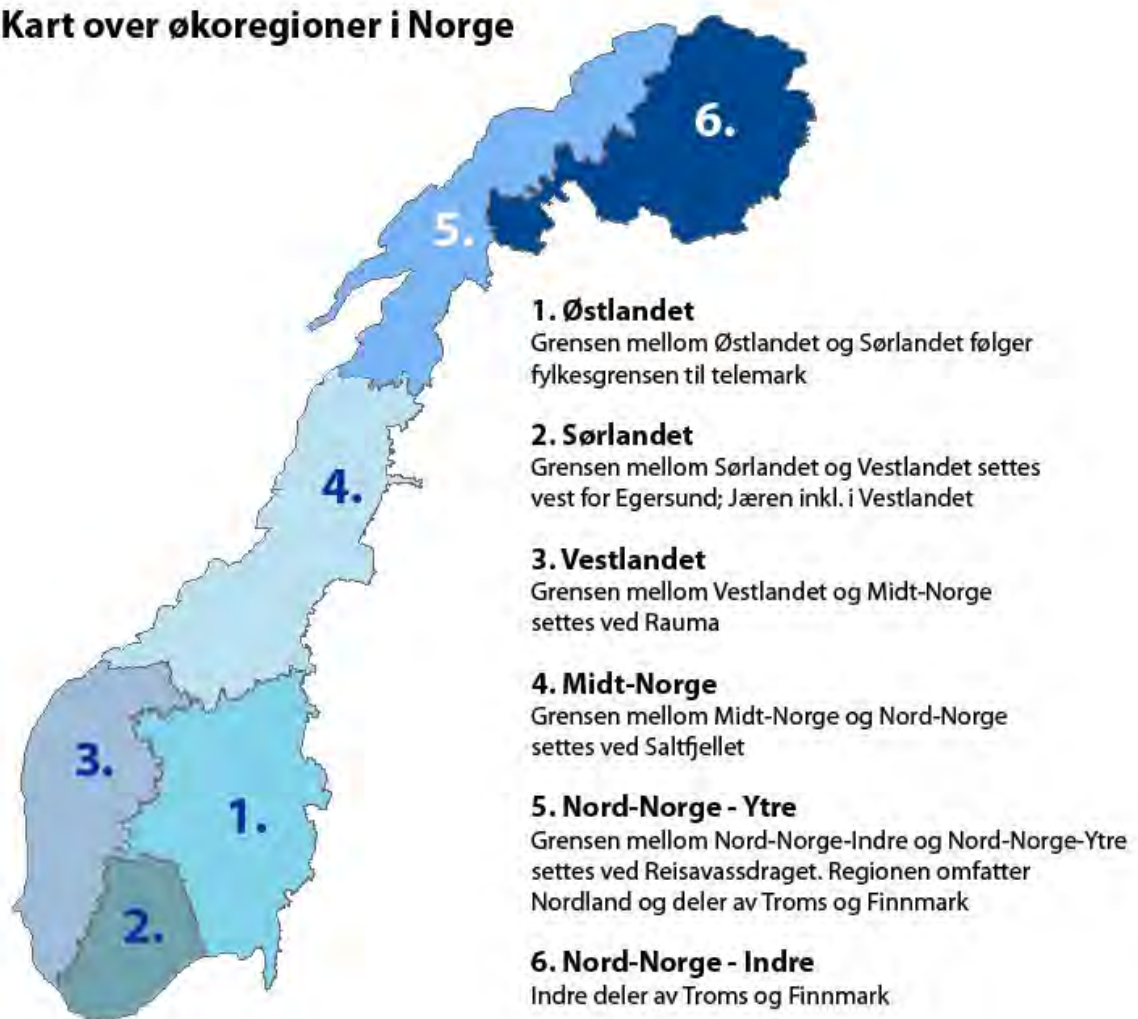 Kart over økoregioner i Norge
6.
5.
4.
3.
1.
2.
1. Østlandet
Grensen mellom Østlandet og Sørlandet følger
fylkesgrensen til telemark
2. Sørlandet
Grensen mellom Sørlandet og Vestlandet settes
vest for Egersund; Jæren inkl. i Vestlandet
3. Vestlandet
Grensen mellom Vestlandet og Midt-Norge
settes ved Rauma
4. Midt-Norge
Grensen mellom Midt-Norge og Nord-Norge
settes ved Saltfjellet
5. Nord-Norge - Ytre
Grensen mellom Nord-Norge-Indre og Nord-Norge-Ytre
settes ved Reisavassdraget. Regionen omfatter
Nordland og deler av Troms og Finnmark
6. Nord-Norge - Indre
Indre deler av Troms og Finnmark